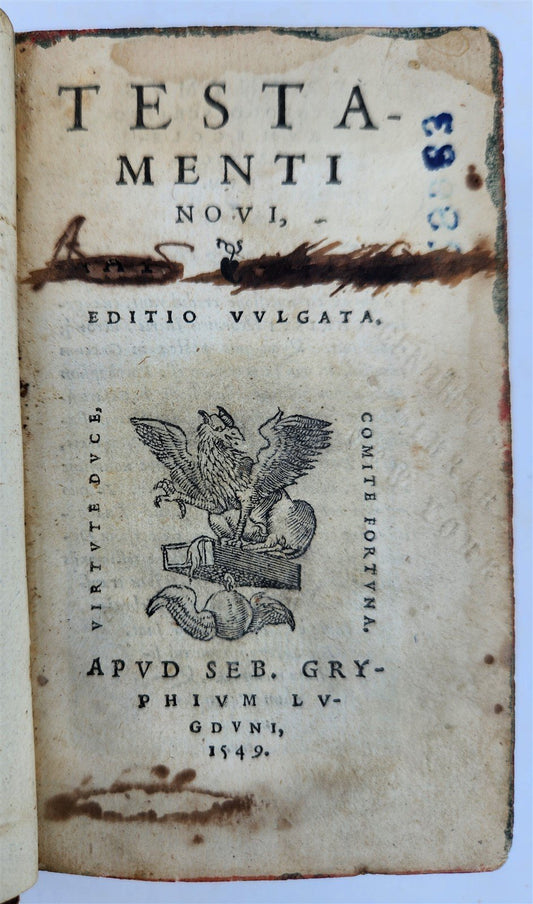 TESTA-
MENTI
NOVI,
EDITIO VVLGATA.
VIRTVTE DVCE,
COMITE FORTVNA.
APVD SEB. GRY-
PHIVM LV-
GDVNI,
1549.